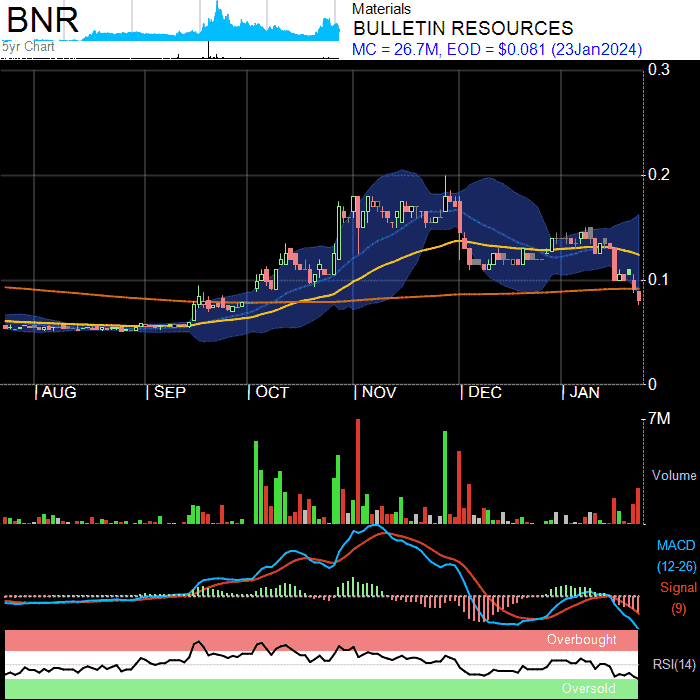 BNR
5yr Chart
Materials
BULLETIN RESOURCES
MC = 26.7M, EOD = $0.081 (23Jan2024)
0.3
0.2
0.1
0
AUG SEP OCT NOV DEC JAN
7M
Volume
MACD
(12-26)
Signal
(9)
Overbought
RSI(14)
Oversold